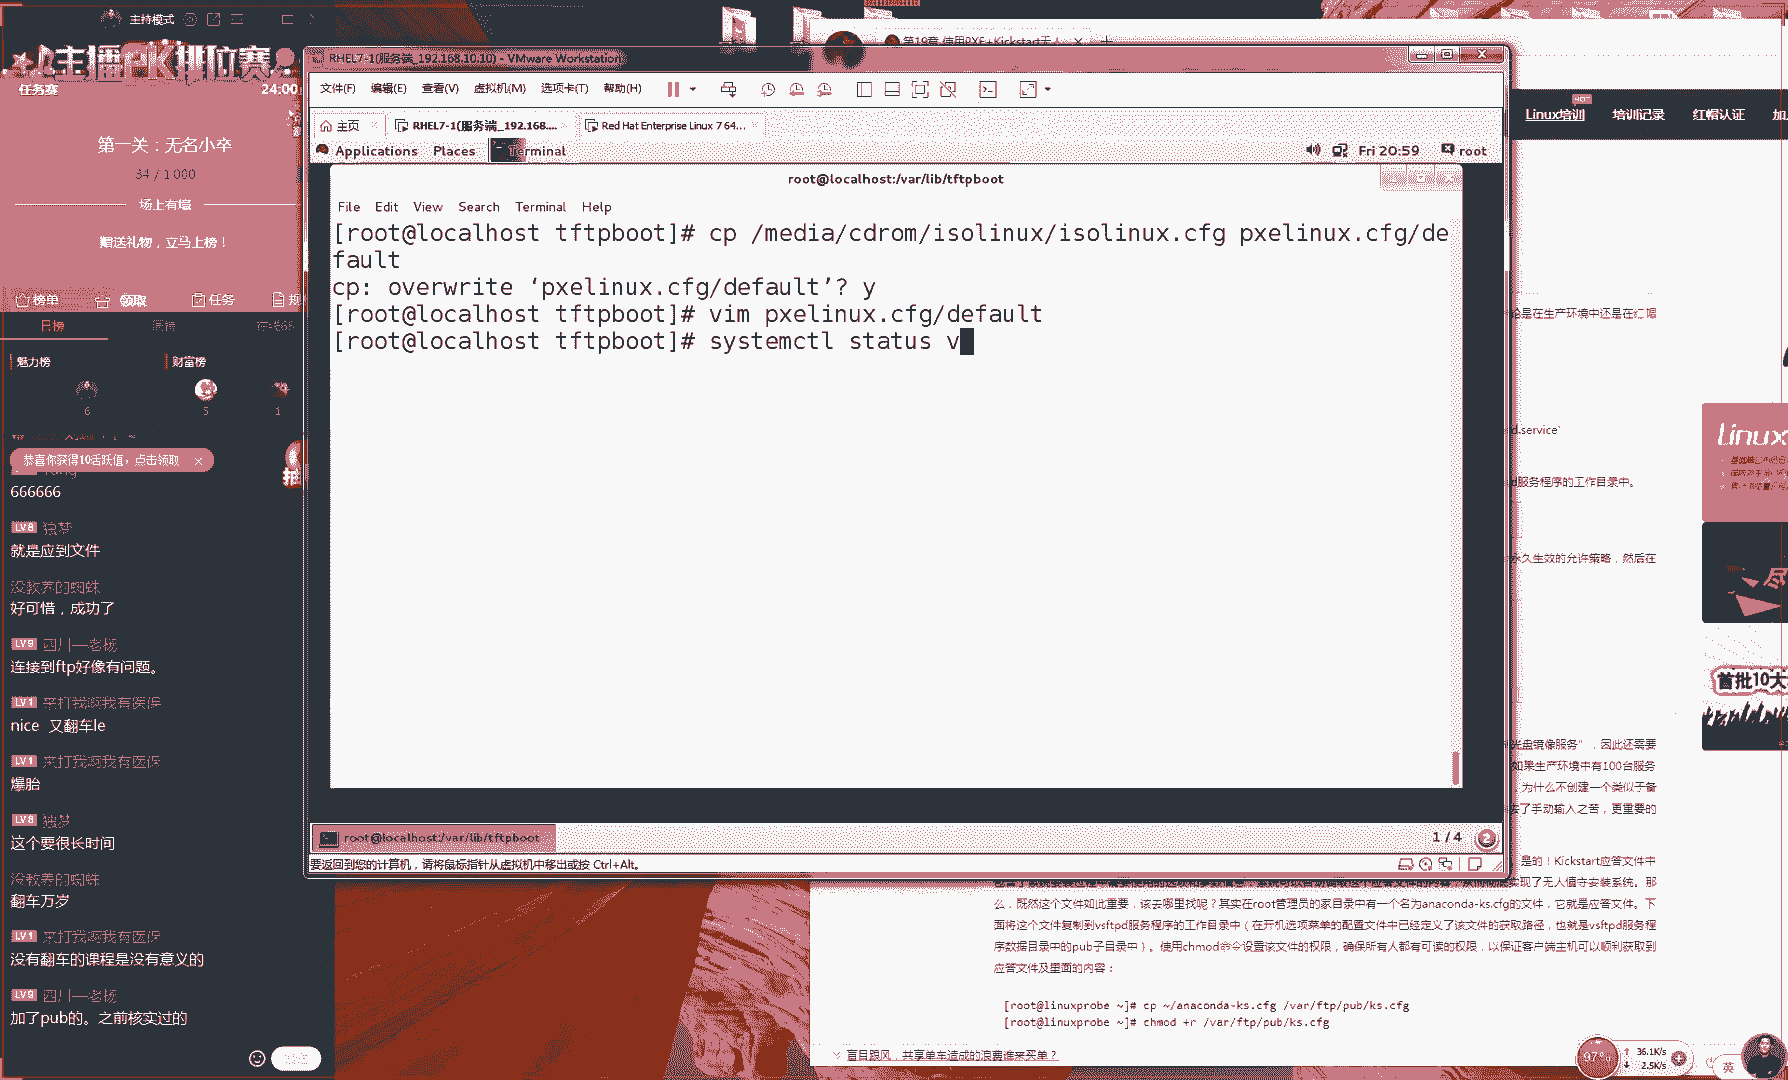 主持模式
主播PK排位赛
任务赛
24:00
第一关：无名小卒
34 / 1000
场上有墙
赠送礼物，立马上榜！
榜单
领取
任务
日榜
魅力榜
财富榜
6
5
1
恭喜你获得10活跃值，点击领取
666666
LV8 独梦
就是应到文件
没教养的蜘蛛
好可惜，成功了
LV9 四川—老杨
连接到ftp好像有问题。
LV1 来打我啊我有医保
nice 又翻车le
LV1 来打我啊我有医保
爆胎
LV8 独梦
这个要很长时间
没教养的蜘蛛
翻车万岁
LV1 来打我啊我有医保
没有翻车的课程是没有意义的
LV9 四川—老杨
加了pub的。之前核实过的
第19章 使用PXE+Kickstart无人
RHEL7-1(服务端_192.168.10.10) - VMware Workstation
文件(F) 编辑(E) 查看(V) 虚拟机(M) 选项卡(T) 帮助(H)
主页
RHEL7-1(服务端_192.168....
Red Hat Enterprise Linux 7 64...
Applications Places Terminal
Fri 20:59 root
root@localhost:/var/lib/tftpboot
File Edit View Search Terminal Help
[root@localhost tftpboot]# cp /media/cdrom/isolinux/isolinux.cfg pxelinux.cfg/de
fault
cp: overwrite ‘pxelinux.cfg/default’? y
[root@localhost tftpboot]# vim pxelinux.cfg/default
[root@localhost tftpboot]# systemctl status v
root@localhost:/var/lib/tftpboot
1 / 4
2
要返回到您的计算机，请将鼠标指针从虚拟机中移出或按 Ctrl+Alt。
HOT
Linux培训 培训记录 红帽认证
论是在生产环境中还是在红帽
d.service'
d服务程序的工作目录中。
永久生效的允许策略，然后在
光盘镜像服务”，因此还需要
如果生产环境中有100台服务
为什么不创建一个类似于备
了手动输入之苦，更重要的
是的！Kickstart应答文件中
实现了无人值守安装系统。那
么，既然这个文件如此重要，该去哪里找呢？其实在root管理员的家目录中有一个名为anaconda-ks.cfg的文件，它就是应答文件。下
面将这个文件复制到vsftpd服务程序的工作目录中（在开机选项菜单的配置文件中已经定义了该文件的获取路径，也就是vsftpd服务程
序数据目录中的pub子目录中）。使用chmod命令设置该文件的权限，确保所有人都有可读的权限，以保证客户端主机可以顺利获取到
应答文件及里面的内容：
[root@linuxprobe ~]# cp ~/anaconda-ks.cfg /var/ftp/pub/ks.cfg
[root@linuxprobe ~]# chmod +r /var/ftp/pub/ks.cfg
盲目跟风，共享单车造成的浪费谁来买单？
Linux
首批10大
97%
36.1K/s
2.5K/s
英